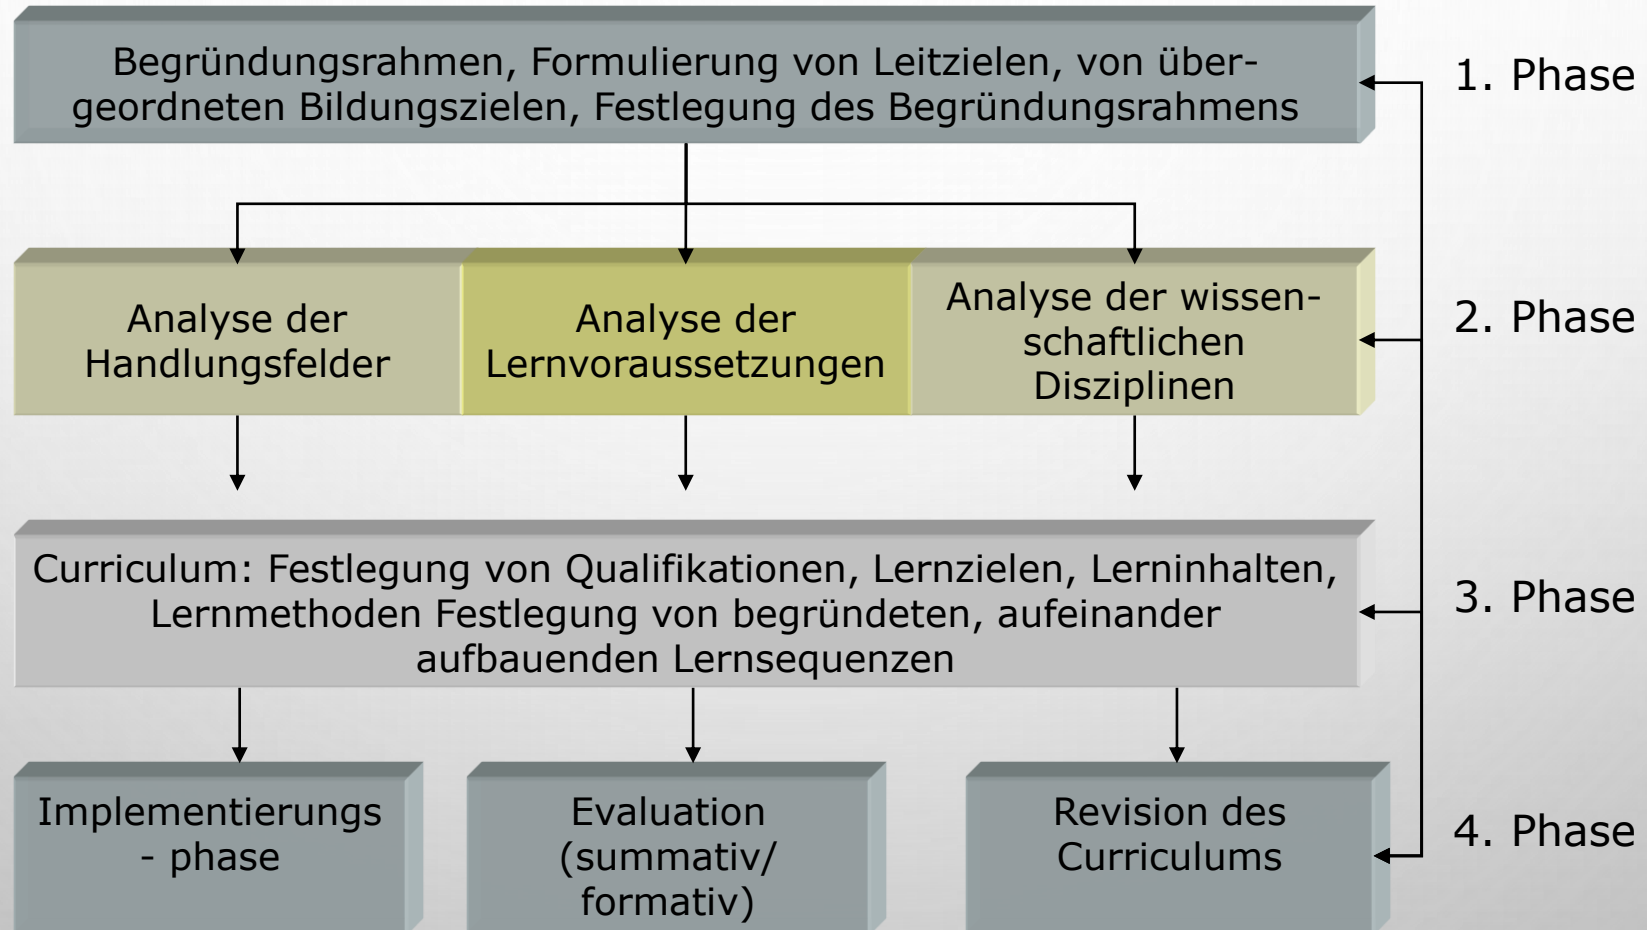 Begründungsrahmen, Formulierung von Leitzielen, von über-
geordneten Bildungszielen, Festlegung des Begründungsrahmens
1. Phase
Analyse der
Handlungsfelder
Analyse der
Lernvoraussetzungen
Analyse der wissen-
schaftlichen
Disziplinen
2. Phase
Curriculum: Festlegung von Qualifikationen, Lernzielen, Lerninhalten,
Lernmethoden Festlegung von begründeten, aufeinander
aufbauenden Lernsequenzen
3. Phase
Implementierungs
- phase
Evaluation
(summativ/
formativ)
Revision des
Curriculums
4. Phase